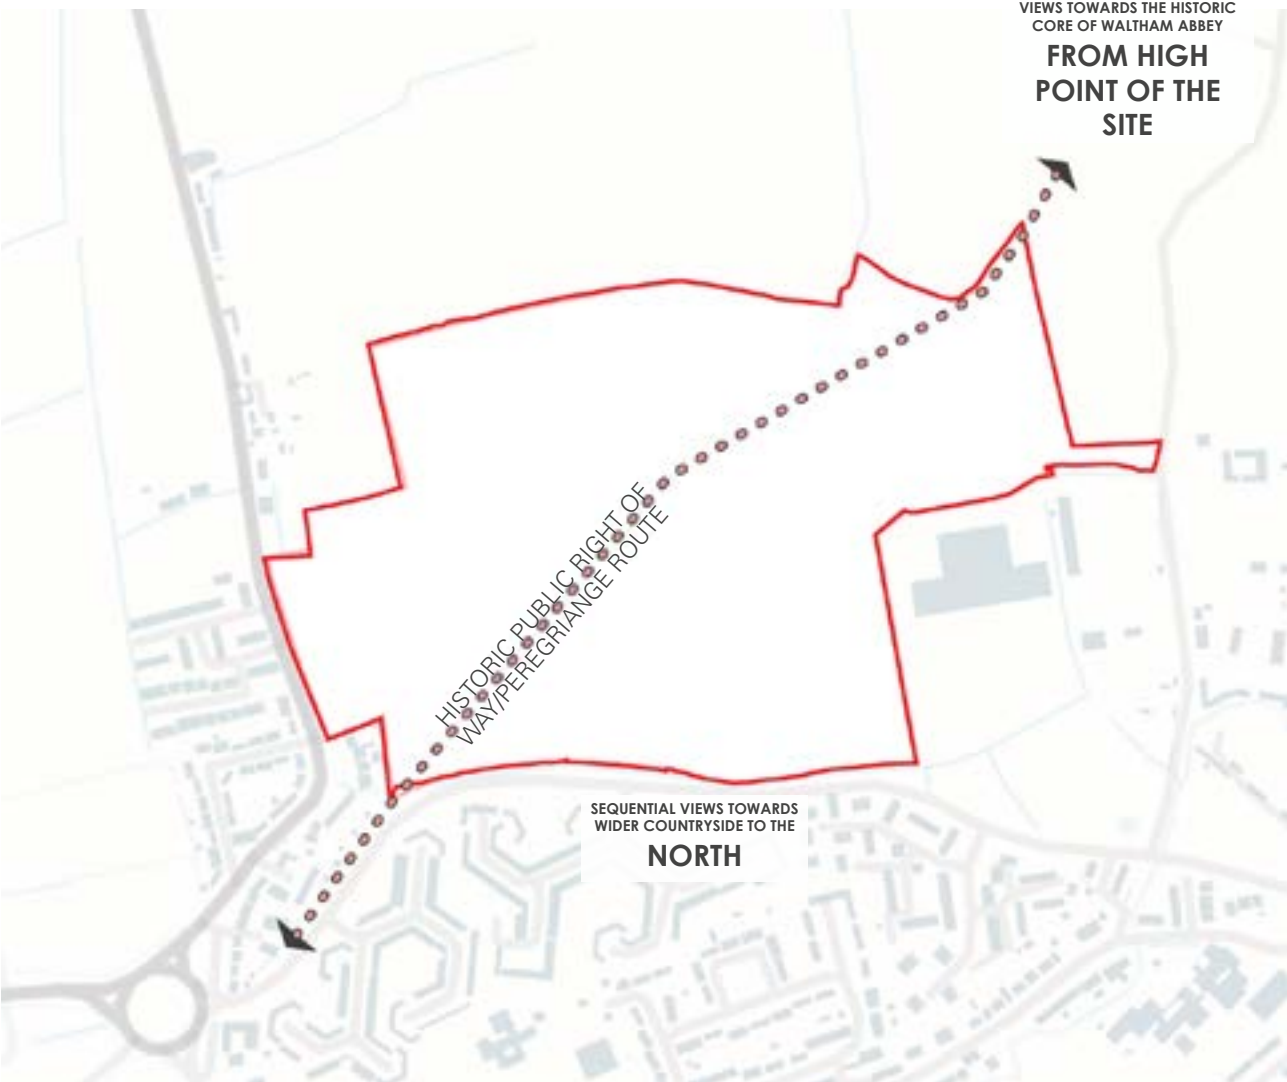 VIEWS TOWARDS THE HISTORIC
CORE OF WALTHAM ABBEY
FROM HIGH
POINT OF THE
SITE
HISTORIC PUBLIC RIGHT OF
WAY/PEREGRIANGE ROUTE
SEQUENTIAL VIEWS TOWARDS
WIDER COUNTRYSIDE TO THE
NORTH